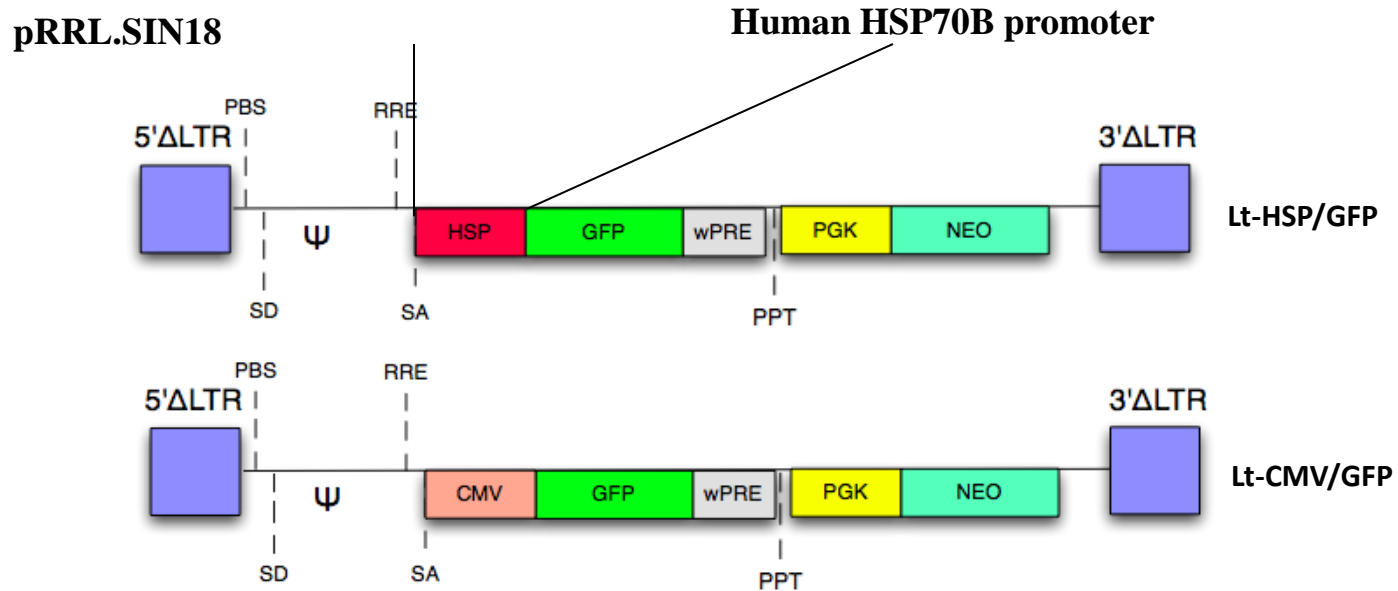 pRRL.SIN18
Human HSP70B promoter
PBS
RRE
5'ΔLTR
3'ΔLTR
Ψ
HSP
GFP
wPRE
PGK
NEO
Lt-HSP/GFP
SD
SA
PPT
PBS
RRE
5'ΔLTR
3'ΔLTR
Ψ
CMV
GFP
wPRE
PGK
NEO
Lt-CMV/GFP
SD
SA
PPT